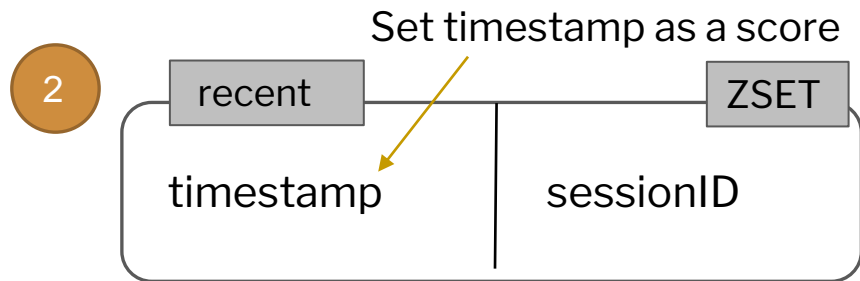 Set timestamp as a score
2
recent
ZSET
timestamp
sessionID